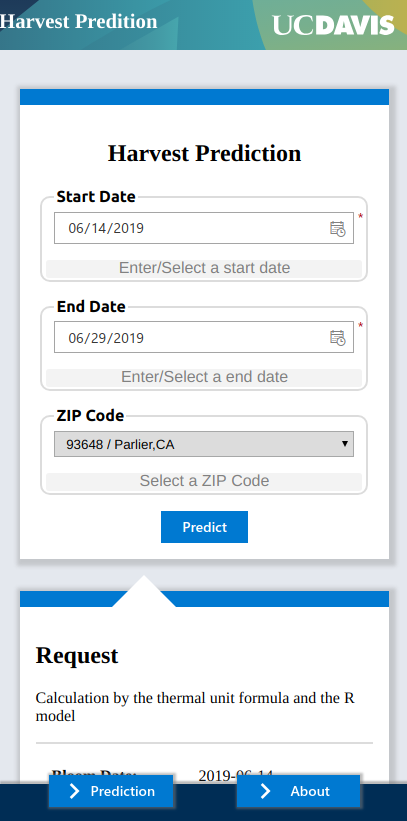 Harvest Predition
UCDAVIS
Harvest Prediction
Start Date
06/14/2019
*
Enter/Select a start date
End Date
06/29/2019
*
Enter/Select a end date
ZIP Code
93648 / Parlier,CA
Select a ZIP Code
Predict
Request
Calculation by the thermal unit formula and the R
model
Bloom Date: 2019-06-14
Prediction
About